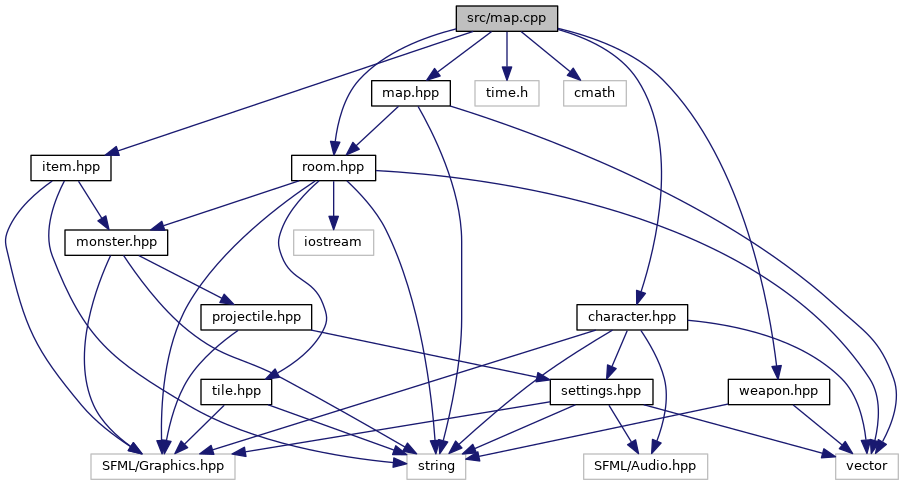 src/map.cpp
map.hpp
time.h
cmath
item.hpp
room.hpp
monster.hpp
iostream
projectile.hpp
character.hpp
tile.hpp
settings.hpp
weapon.hpp
SFML/Graphics.hpp
string
SFML/Audio.hpp
vector